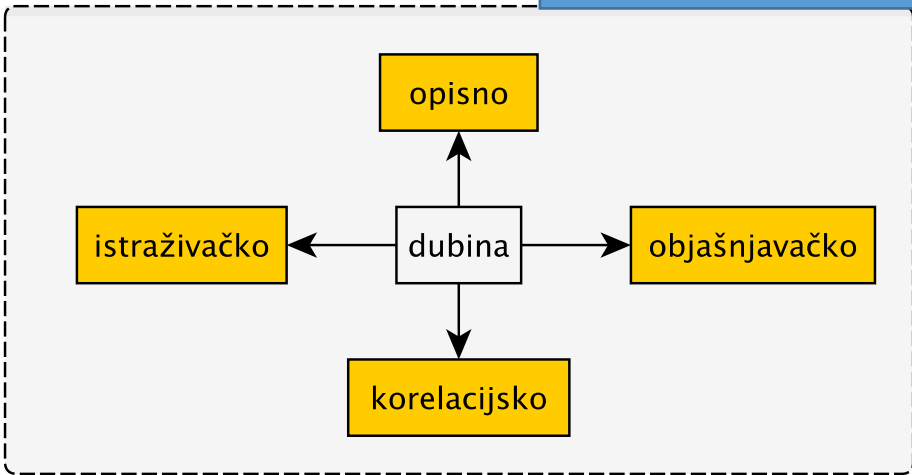 opisno
istraživačko
dubina
objašnjavačko
korelacijsko